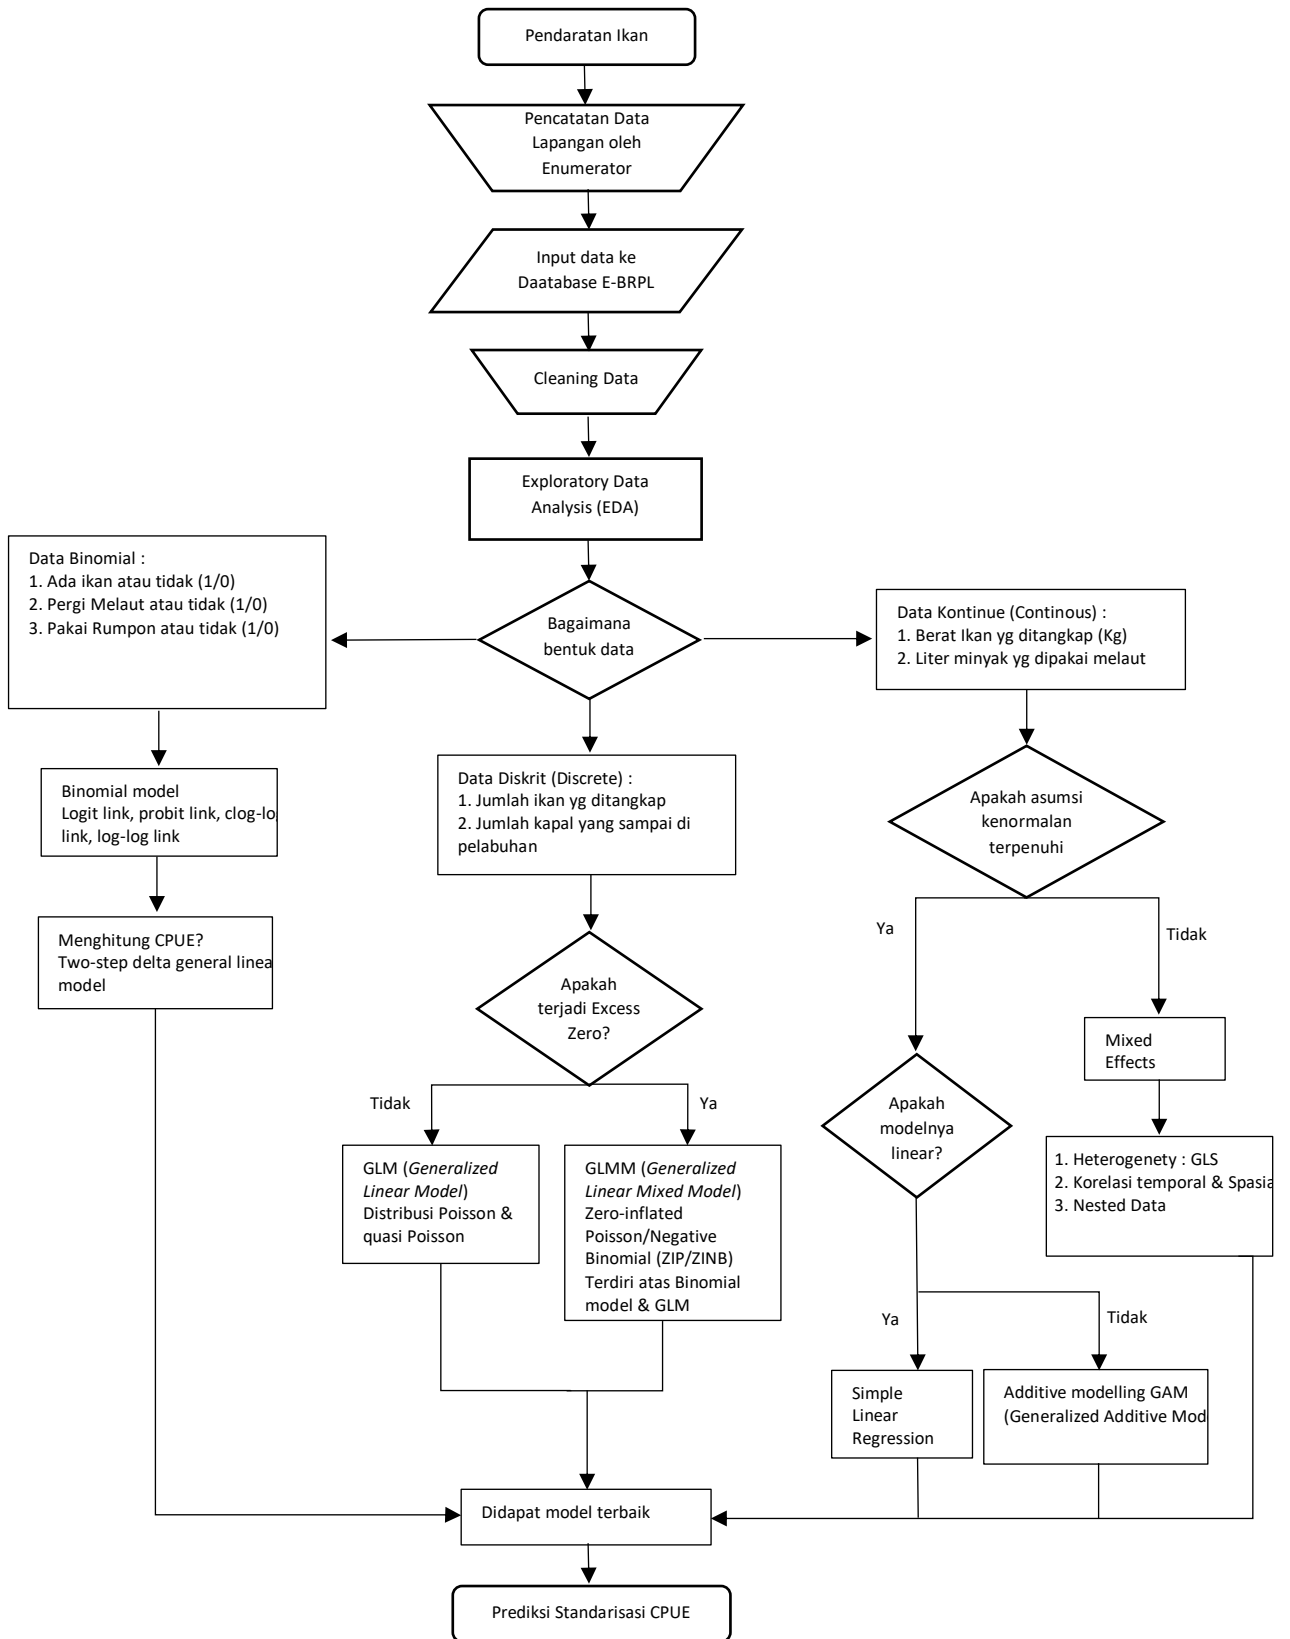 Pendaratan Ikan
Pencatatan Data
Lapangan oleh
Enumerator
Input data ke
Daatabase E-BRPL
Cleaning Data
Exploratory Data
Analysis (EDA)
Bagaimana
bentuk data
Data Binomial :
1. Ada ikan atau tidak (1/0)
2. Pergi Melaut atau tidak (1/0)
3. Pakai Rumpon atau tidak (1/0)
Binomial model
Logit link, probit link, clog-lo
link, log-log link
Menghitung CPUE?
Two-step delta general linea
model
Data Diskrit (Discrete) :
1. Jumlah ikan yg ditangkap
2. Jumlah kapal yang sampai di
pelabuhan
Apakah
terjadi Excess
Zero?
Tidak
Ya
GLM (Generalized
Linear Model)
Distribusi Poisson &
quasi Poisson
GLMM (Generalized
Linear Mixed Model)
Zero-inflated
Poisson/Negative
Binomial (ZIP/ZINB)
Terdiri atas Binomial
model & GLM
Data Kontinue (Continous) :
1. Berat Ikan yg ditangkap (Kg)
2. Liter minyak yg dipakai melaut
Apakah asumsi
kenormalan
terpenuhi
Ya
Tidak
Mixed
Effects
1. Heterogenety : GLS
2. Korelasi temporal & Spasia
3. Nested Data
Apakah
modelnya
linear?
Ya
Tidak
Simple
Linear
Regression
Additive modelling GAM
(Generalized Additive Mod
Didapat model terbaik
Prediksi Standarisasi CPUE